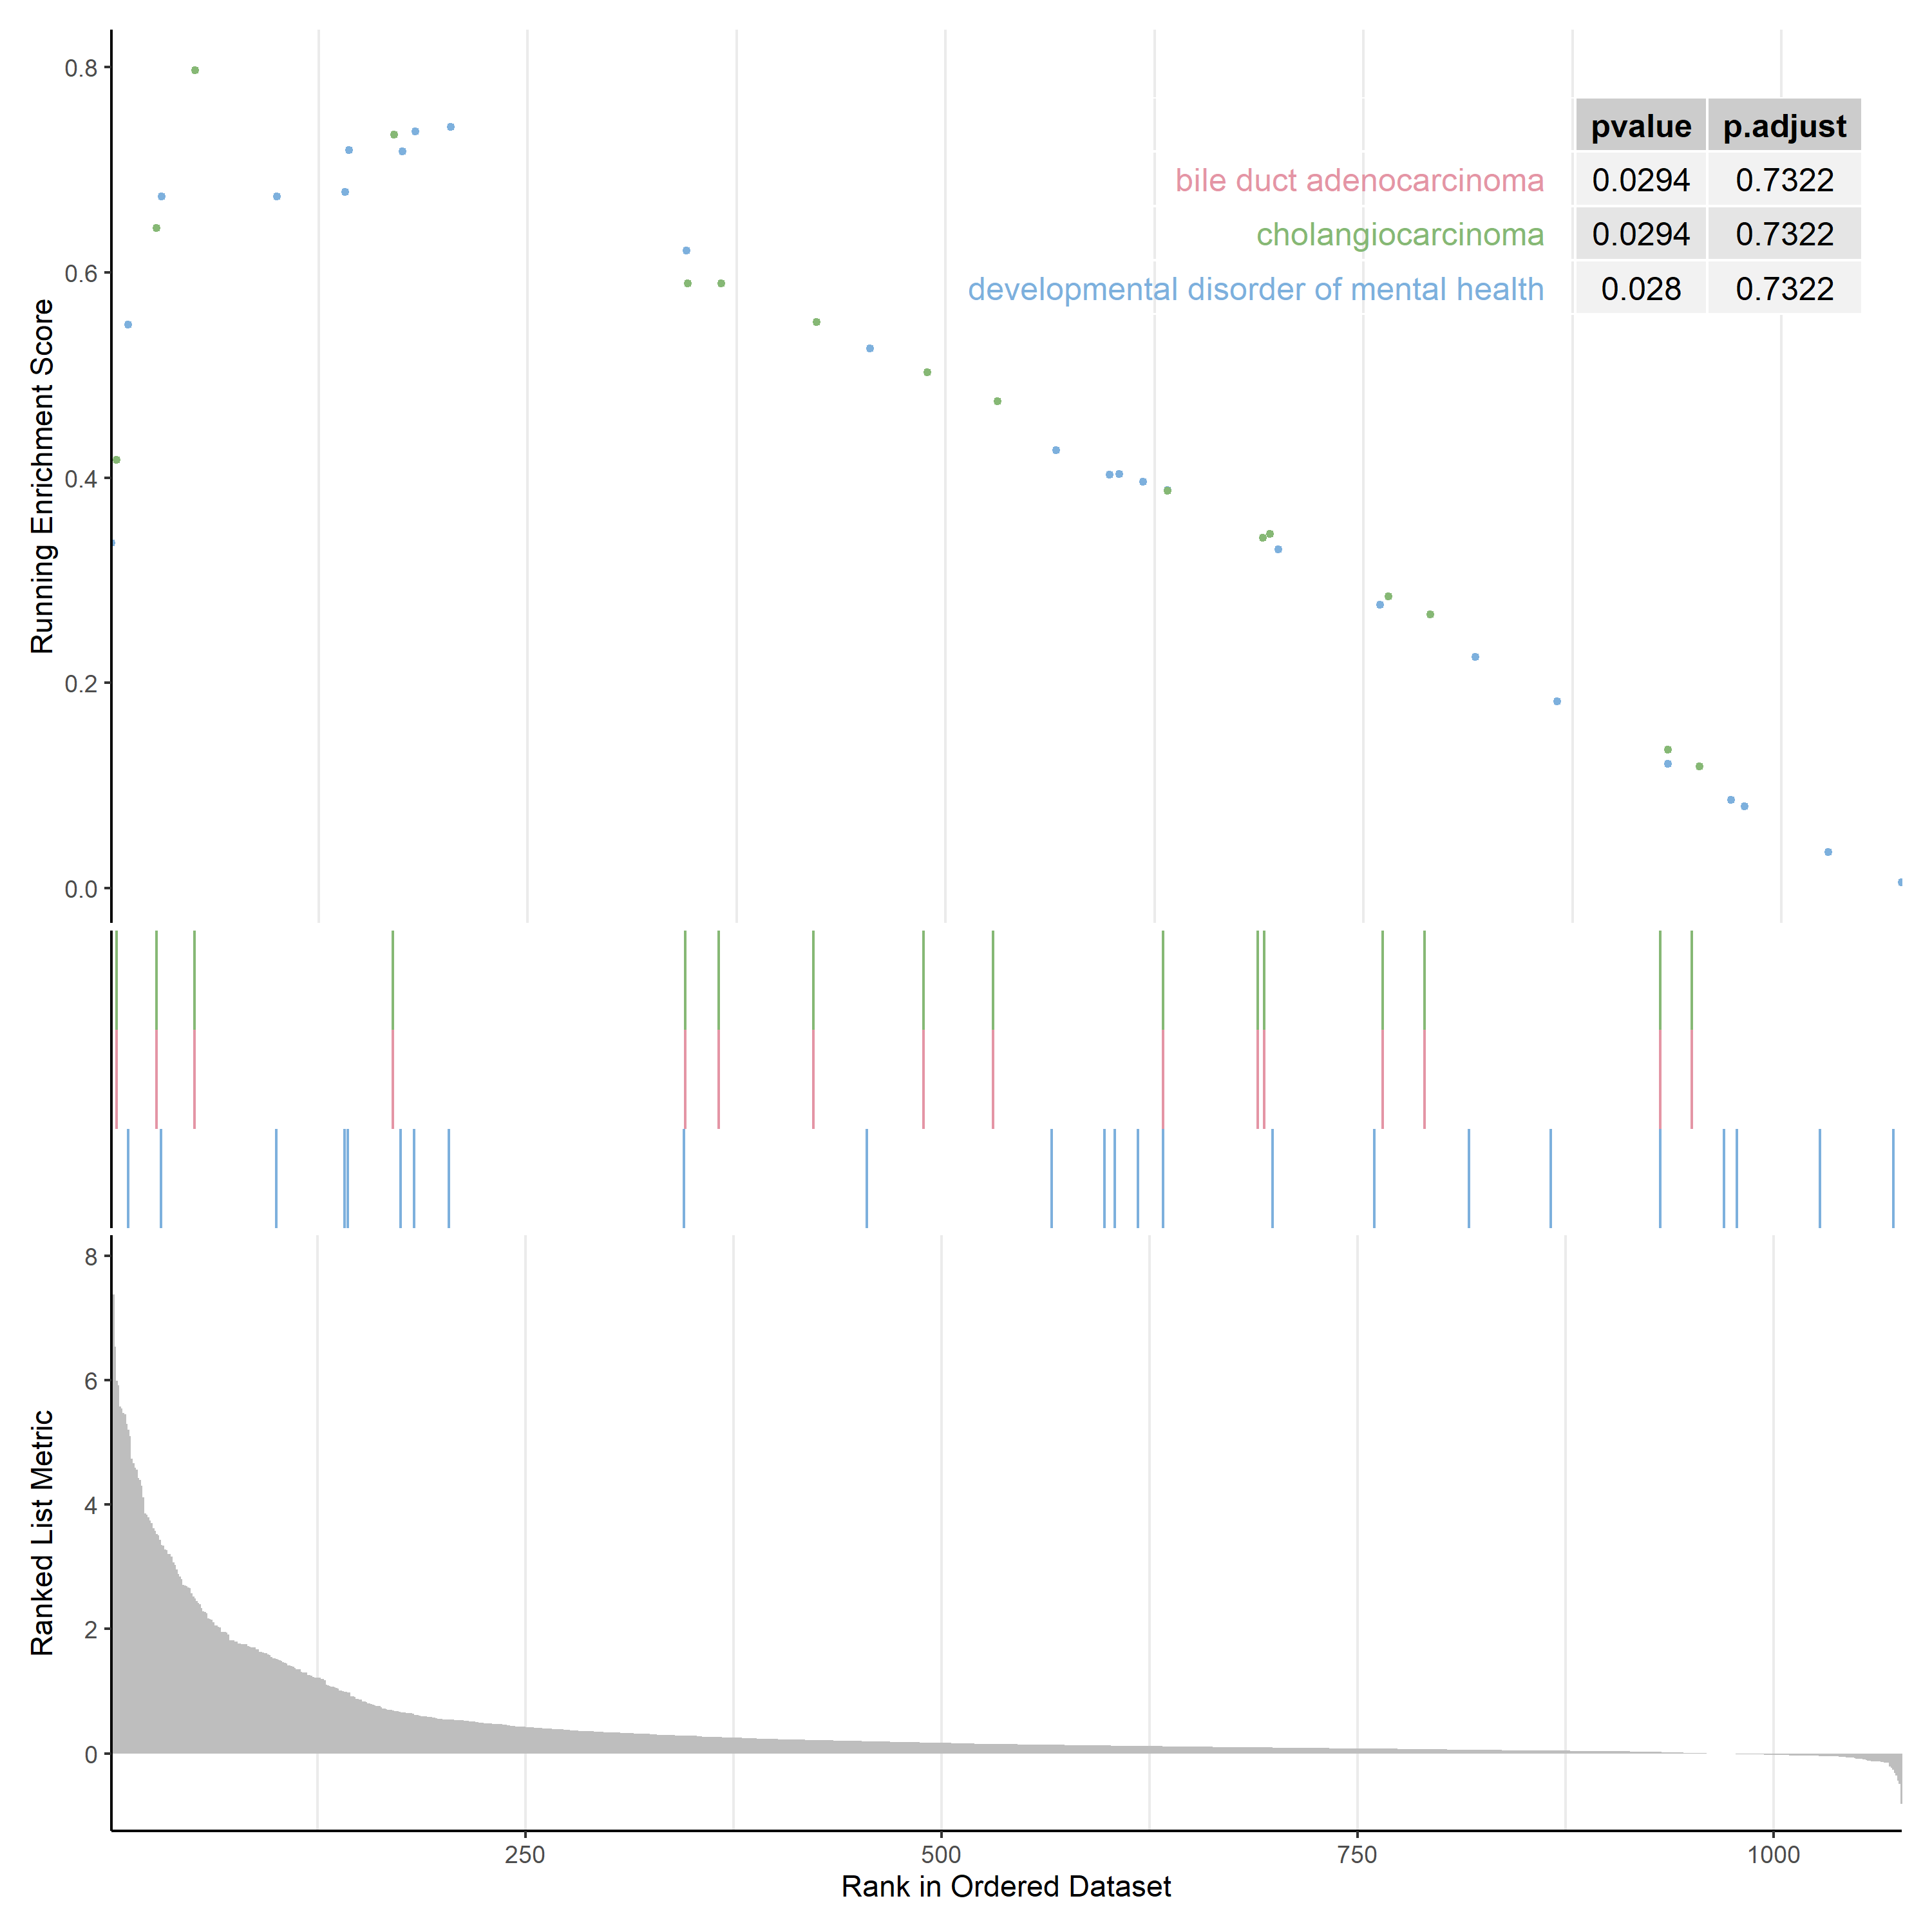 Running Enrichment Score
0.8
0.6
0.4
0.2
0.0
pvalue p.adjust
bile duct adenocarcinoma 0.0294 0.7322
cholangiocarcinoma 0.0294 0.7322
developmental disorder of mental health 0.028 0.7322
Ranked List Metric
8
6
4
2
0
250 500 750 1000
Rank in Ordered Dataset